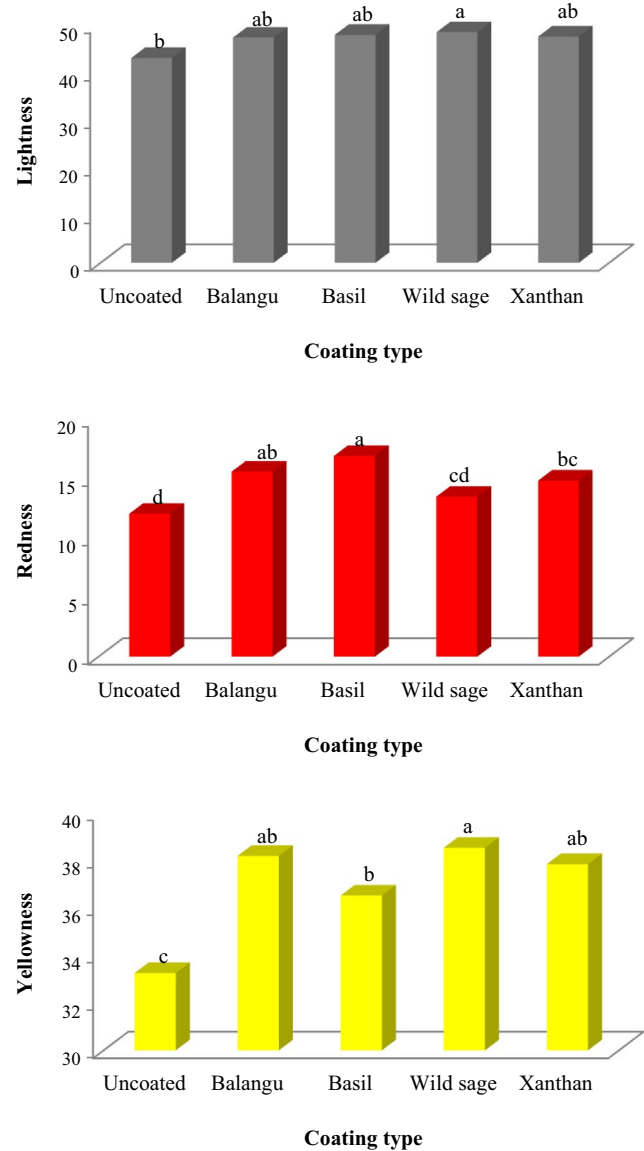 50
40
30
20
10
0
Lightness
b
ab
ab
a
ab
Uncoated Balangu Basil Wild sage Xanthan
Coating type
20
15
10
5
0
Redness
d
ab
a
cd
bc
Uncoated Balangu Basil Wild sage Xanthan
Coating type
40
38
36
34
32
30
Yellowness
c
ab
b
a
ab
Uncoated Balangu Basil Wild sage Xanthan
Coating type